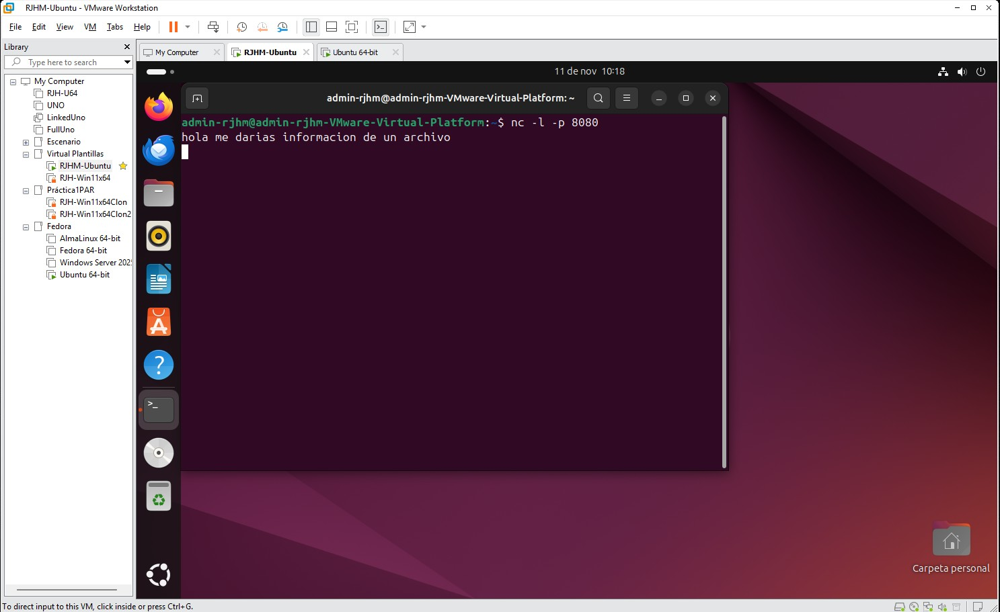 RJHM-Ubuntu - VMware Workstation
File Edit View VM Tabs Help
Library
Type here to search
My Computer
RJH-U64
UNO
LinkedUno
FullUno
Escenario
Virtual Plantillas
RJHM-Ubuntu
RJH-Win11x64
Práctica1PAR
RJH-Win11x64Clon
RJH-Win11x64Clon2
Fedora
AlmaLinux 64-bit
Fedora 64-bit
Windows Server 202
Ubuntu 64-bit
My Computer RJHM-Ubuntu Ubuntu 64-bit
11 de nov 10:18
admin-rjhm@admin-rjhm-VMware-Virtual-Platform: ~
admin-rjhm@admin-rjhm-VMware-Virtual-Platform:~$ nc -l -p 8080
hola me darias informacion de un archivo
Carpeta personal
To direct input to this VM, click inside or press Ctrl+G.